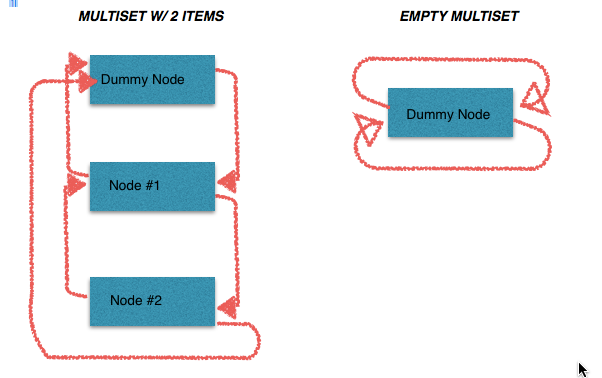 MULTISET W/ 2 ITEMS
EMPTY MULTISET
Dummy Node
Dummy Node
Node #1
Node #2